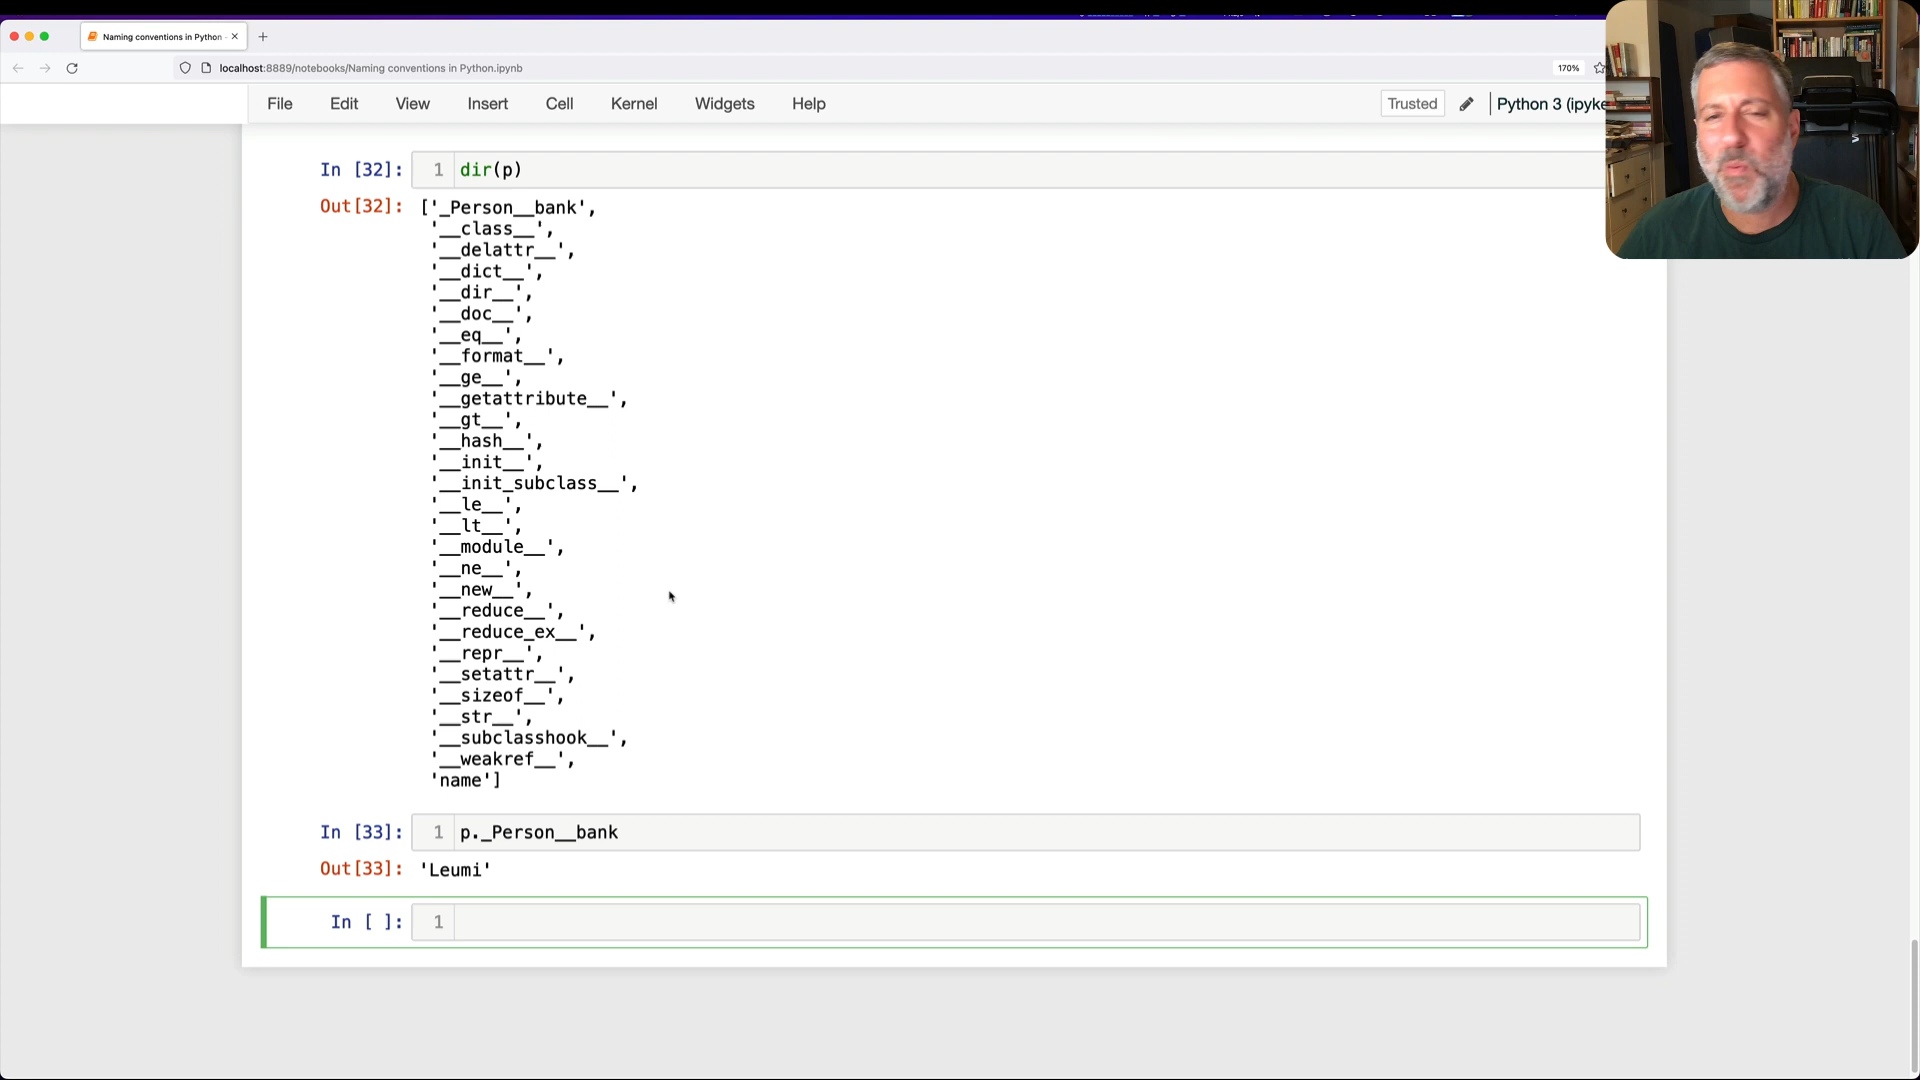 Naming conventions in Python -
localhost:8889/notebooks/Naming conventions in Python.ipynb
170%
File Edit View Insert Cell Kernel Widgets Help
Trusted
Python 3 (ipyke
In [32]: 1 dir(p)
Out[32]: ['_Person__bank',
'__class__',
'__delattr__',
'__dict__',
'__dir__',
'__doc__',
'__eq__',
'__format__',
'__ge__',
'__getattribute__',
'__gt__',
'__hash__',
'__init__',
'__init_subclass__',
'__le__',
'__lt__',
'__module__',
'__ne__',
'__new__',
'__reduce__',
'__reduce_ex__',
'__repr__',
'__setattr__',
'__sizeof__',
'__str__',
'__subclasshook__',
'__weakref__',
'name']
In [33]: 1 p._Person__bank
Out[33]: 'Leumi'
In [ ]: 1